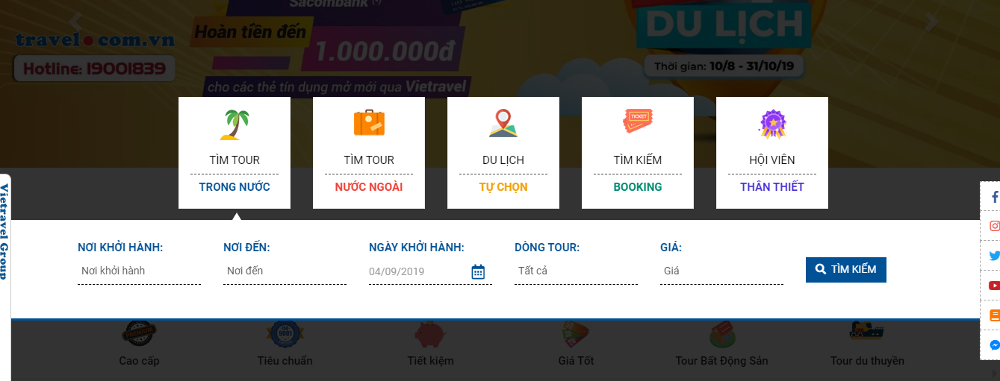 Sacombank (*)
Hoàn tiền đến
1.000.000đ
cho các thẻ tín dụng mở mới qua Vietravel
travel.com.vn
Hotline: 19001839
DU LỊCH
Thời gian: 10/8 - 31/10/19
TÌM TOUR
TRONG NƯỚC
TÌM TOUR
NƯỚC NGOÀI
DU LỊCH
TỰ CHỌN
TICKET
TÌM KIẾM
BOOKING
HỘI VIÊN
THÂN THIẾT
Vietravel Group
NƠI KHỞI HÀNH:
Nơi khởi hành
NƠI ĐẾN:
Nơi đến
NGÀY KHỞI HÀNH:
04/09/2019
DÒNG TOUR:
Tất cả
GIÁ:
Giá
TÌM KIẾM
PREMIUM
Cao cấp
ISO
9001
Tiêu chuẩn
Tiết kiệm
Giá Tốt
Tour Bất Động Sản
Tour du thuyền